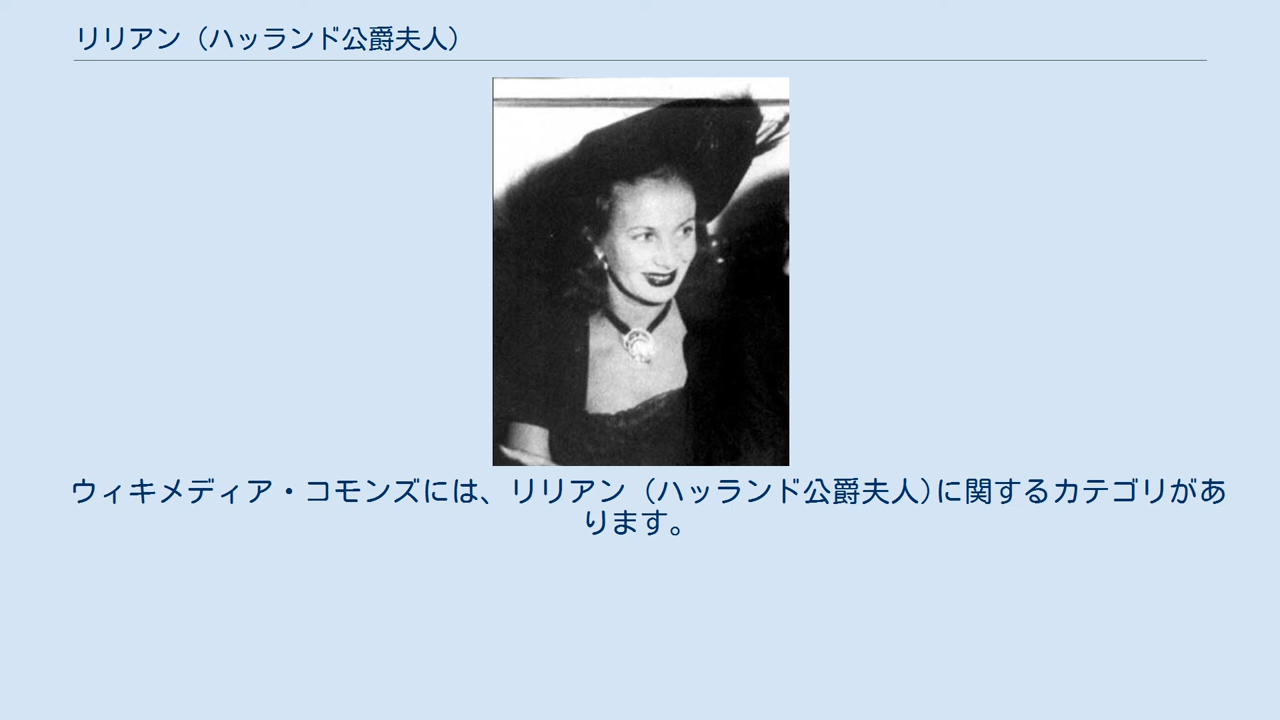 リリアン（ハッランド公爵夫人）
ウィキメディア・コモンズには、リリアン（ハッランド公爵夫人)に関するカテゴリがあ
ります。